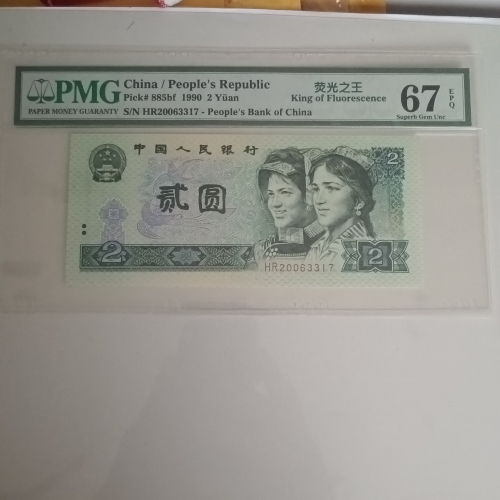 PMG
PAPER MONEY GUARANTY
China / People's Republic
Pick# 885bf 1990 2 Yüan
S/N HR20063317 - People's Bank of China
荧光之王
King of Fluorescence
67
EPQ
Superb Gem Unc
中国人民银行
贰圆
2
2
2
HR20063317